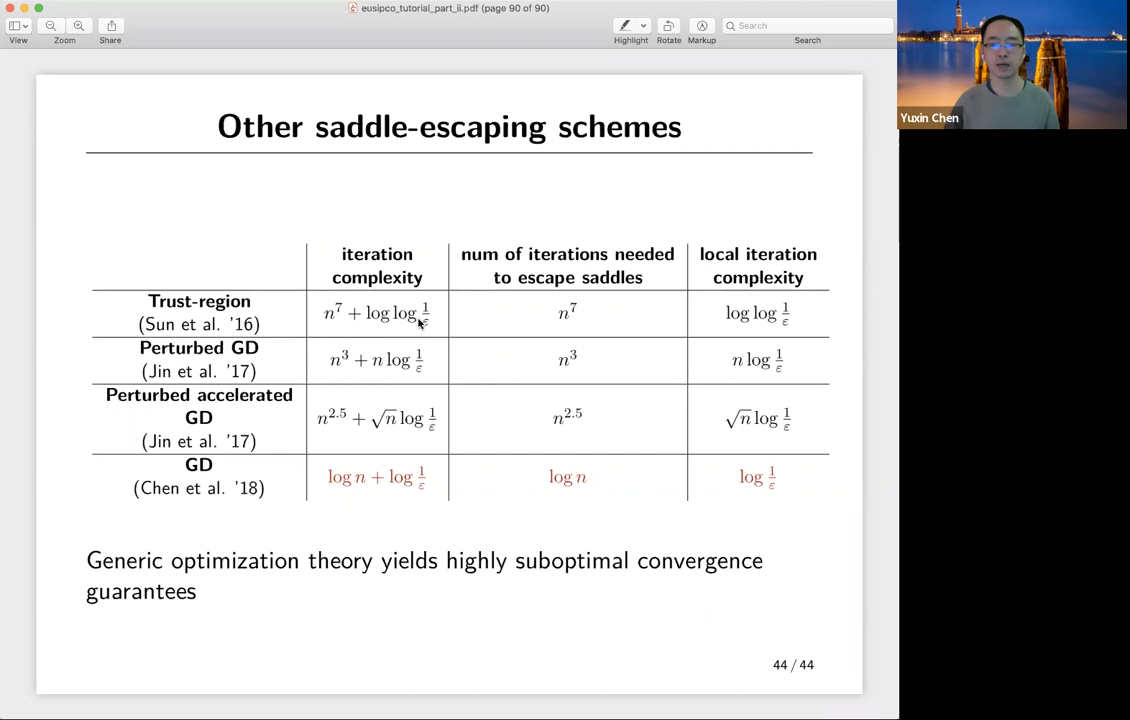 eusipco_tutorial_part_ii.pdf (page 90 of 90)
View
Zoom
Share
Highlight
Rotate
Markup
Search
Search
Yuxin Chen
Other saddle-escaping schemes
iteration complexity
num of iterations needed to escape saddles
local iteration complexity
Trust-region
(Sun et al. '16)
n⁷ + log log 1/ε
n⁷
log log 1/ε
Perturbed GD
(Jin et al. '17)
n³ + n log 1/ε
n³
n log 1/ε
Perturbed accelerated
GD
(Jin et al. '17)
n^2.5 + √n log 1/ε
n^2.5
√n log 1/ε
GD
(Chen et al. '18)
log n + log 1/ε
log n
log 1/ε
Generic optimization theory yields highly suboptimal convergence
guarantees
44 / 44